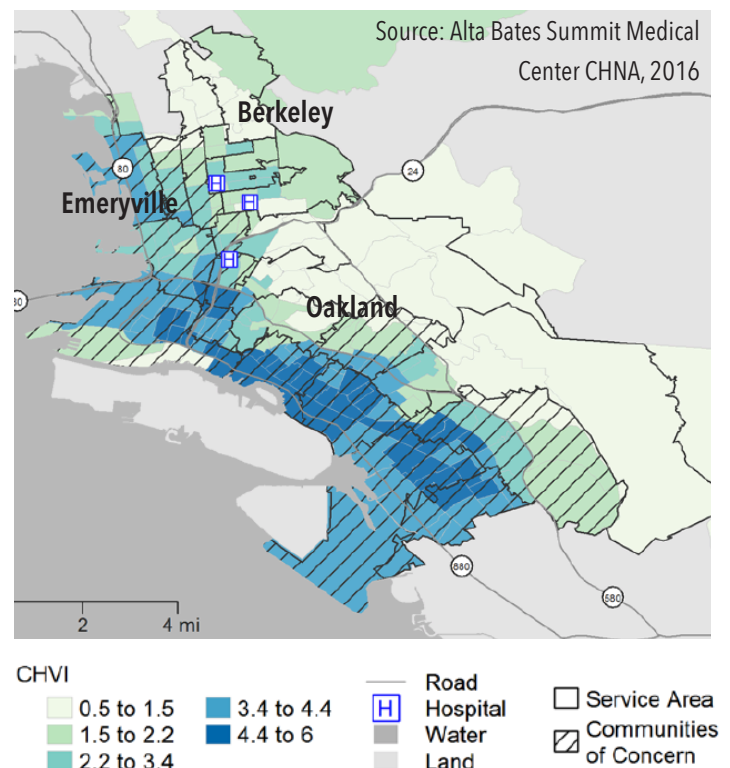 Source: Alta Bates Summit Medical
Center CHNA, 2016
Berkeley
80
24
Emeryville
H
H
H
80
Oakland
880
580
2 4 mi
CHVI
0.5 to 1.5
1.5 to 2.2
2.2 to 3.4
3.4 to 4.4
4.4 to 6
Road
H Hospital
Water
Land
Service Area
Communities
of Concern